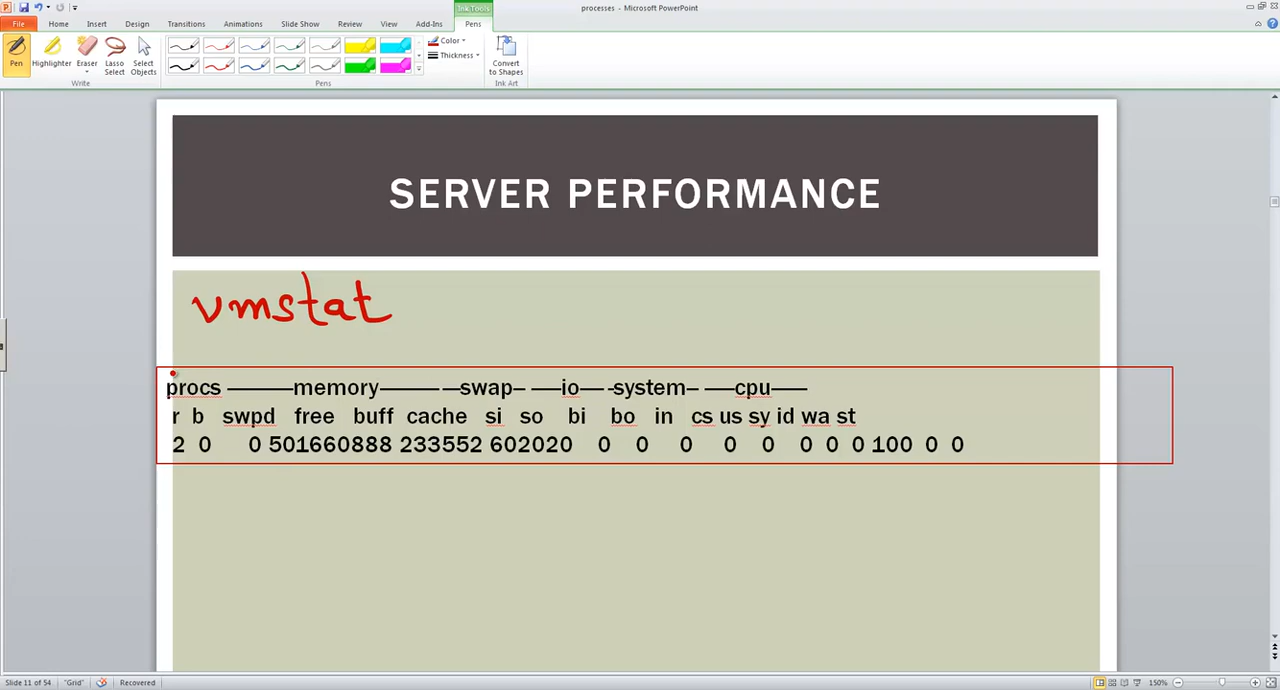 processes - Microsoft PowerPoint
Ink Tools
File Home Insert Design Transitions Animations Slide Show Review View Add-Ins Pens
Pen Highlighter Eraser Lasso Select Select Objects Color Thickness Convert to Shapes
Write Pens Ink Art
SERVER PERFORMANCE
vmstat
procs ———memory——— —swap– ——io— -system– ——cpu——
r b swpd free buff cache si so bi bo in cs us sy id wa st
2 0 0 501660888 233552 602020 0 0 0 0 0 0 0 0 100 0 0
Slide 11 of 54 "Grid" Recovered 150%